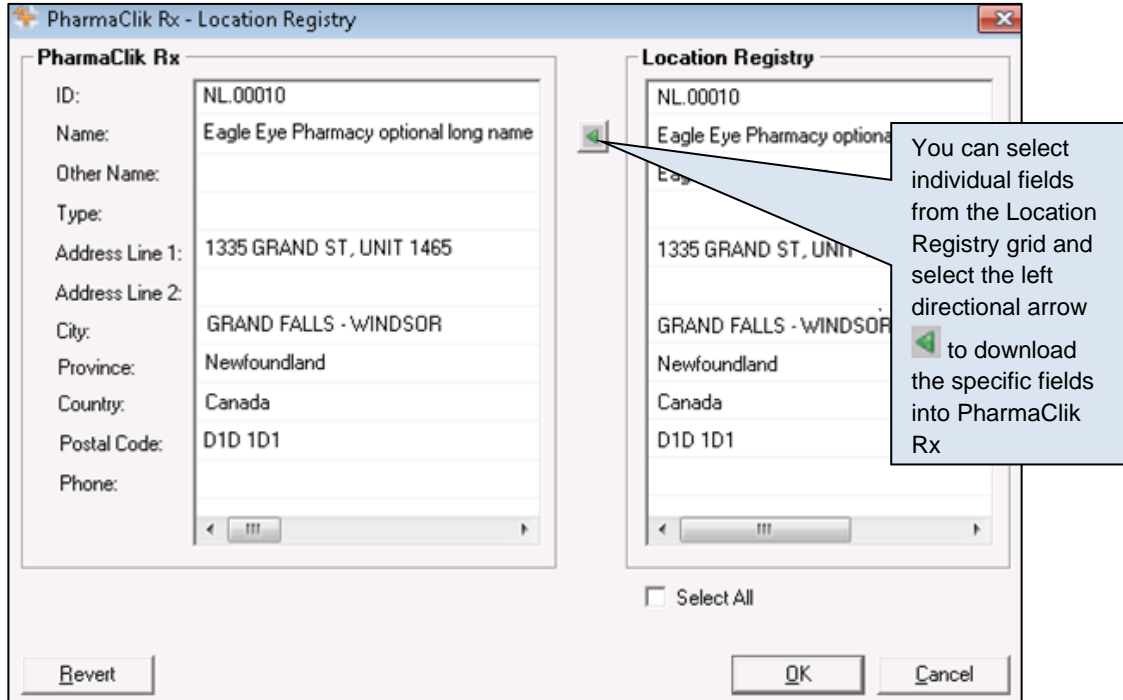 PharmaClik Rx - Location Registry
PharmaClik Rx
ID: NL.00010
Name: Eagle Eye Pharmacy optional long name
Other Name:
Type:
Address Line 1: 1335 GRAND ST, UNIT 1465
Address Line 2:
City: GRAND FALLS - WINDSOR
Province: Newfoundland
Country: Canada
Postal Code: D1D 1D1
Phone:
Location Registry
NL.00010
Eagle Eye Pharmacy optiona
1335 GRAND ST, UNIT
GRAND FALLS - WINDSOR
Newfoundland
Canada
D1D 1D1
Select All
You can select
individual fields
from the Location
Registry grid and
select the left
directional arrow
to download
the specific fields
into PharmaClik
Rx
Revert
OK
Cancel